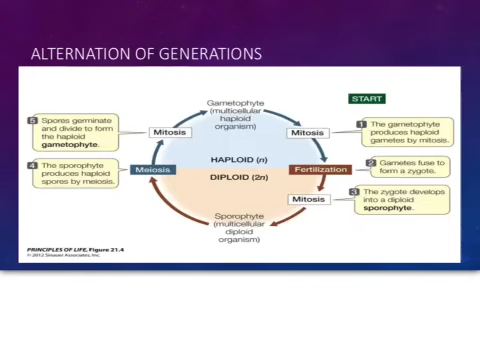 ALTERNATION OF GENERATIONS
START
Gametophyte
(multicellular
haploid
organism)
5 Spores germinate
and divide to form
the haploid
gametophyte.
Mitosis
Mitosis
1 The gametophyte
produces haploid
gametes by mitosis.
HAPLOID (n)
4 The sporophyte
produces haploid
spores by meiosis.
Meiosis
Fertilization
2 Gametes fuse to
form a zygote.
DIPLOID (2n)
Mitosis
3 The zygote develops
into a diploid
sporophyte.
Sporophyte
(multicellular
diploid
organism)
PRINCIPLES OF LIFE, Figure 21.4
© 2012 Sinauer Associates, Inc.